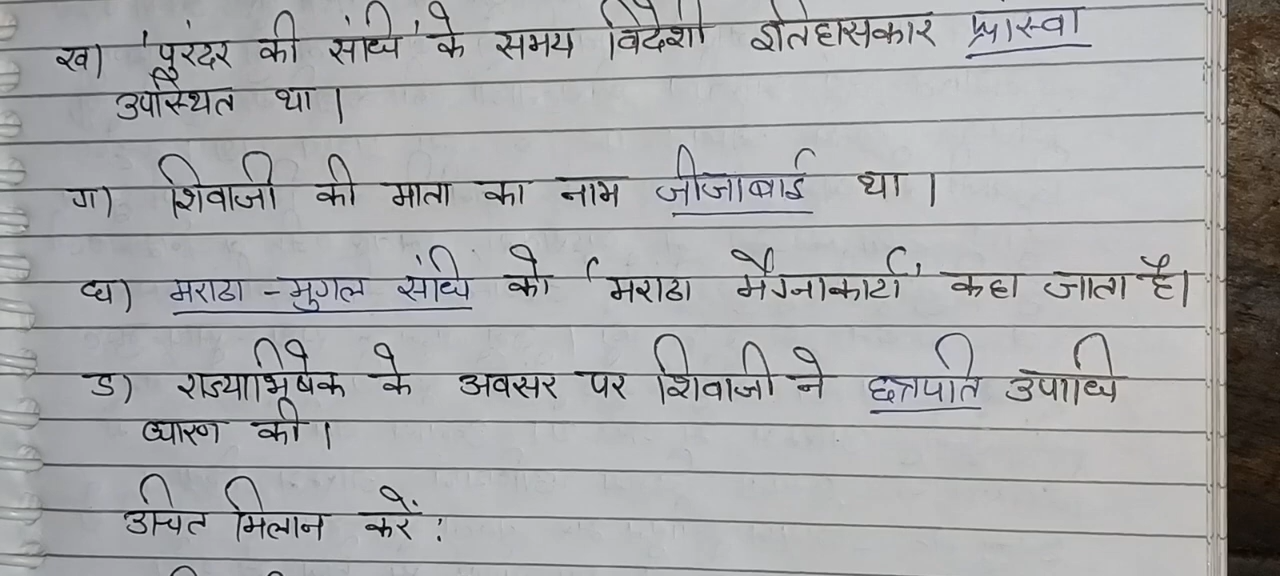 ख) 'पुरंदर की संधि' के समय विदेशी इतिहासकार
उपस्थित था।
ग) शिवाजी की माता का नाम जीजाबाई था।
घ) मराठा - मुगल संधि को 'मराठा मैग्नाकार्टा' कहा जाता है।
ड) राज्याभिषेक के अवसर पर शिवाजी ने छत्रपति उपाधि
धारण की।
उचित मिलान करें :